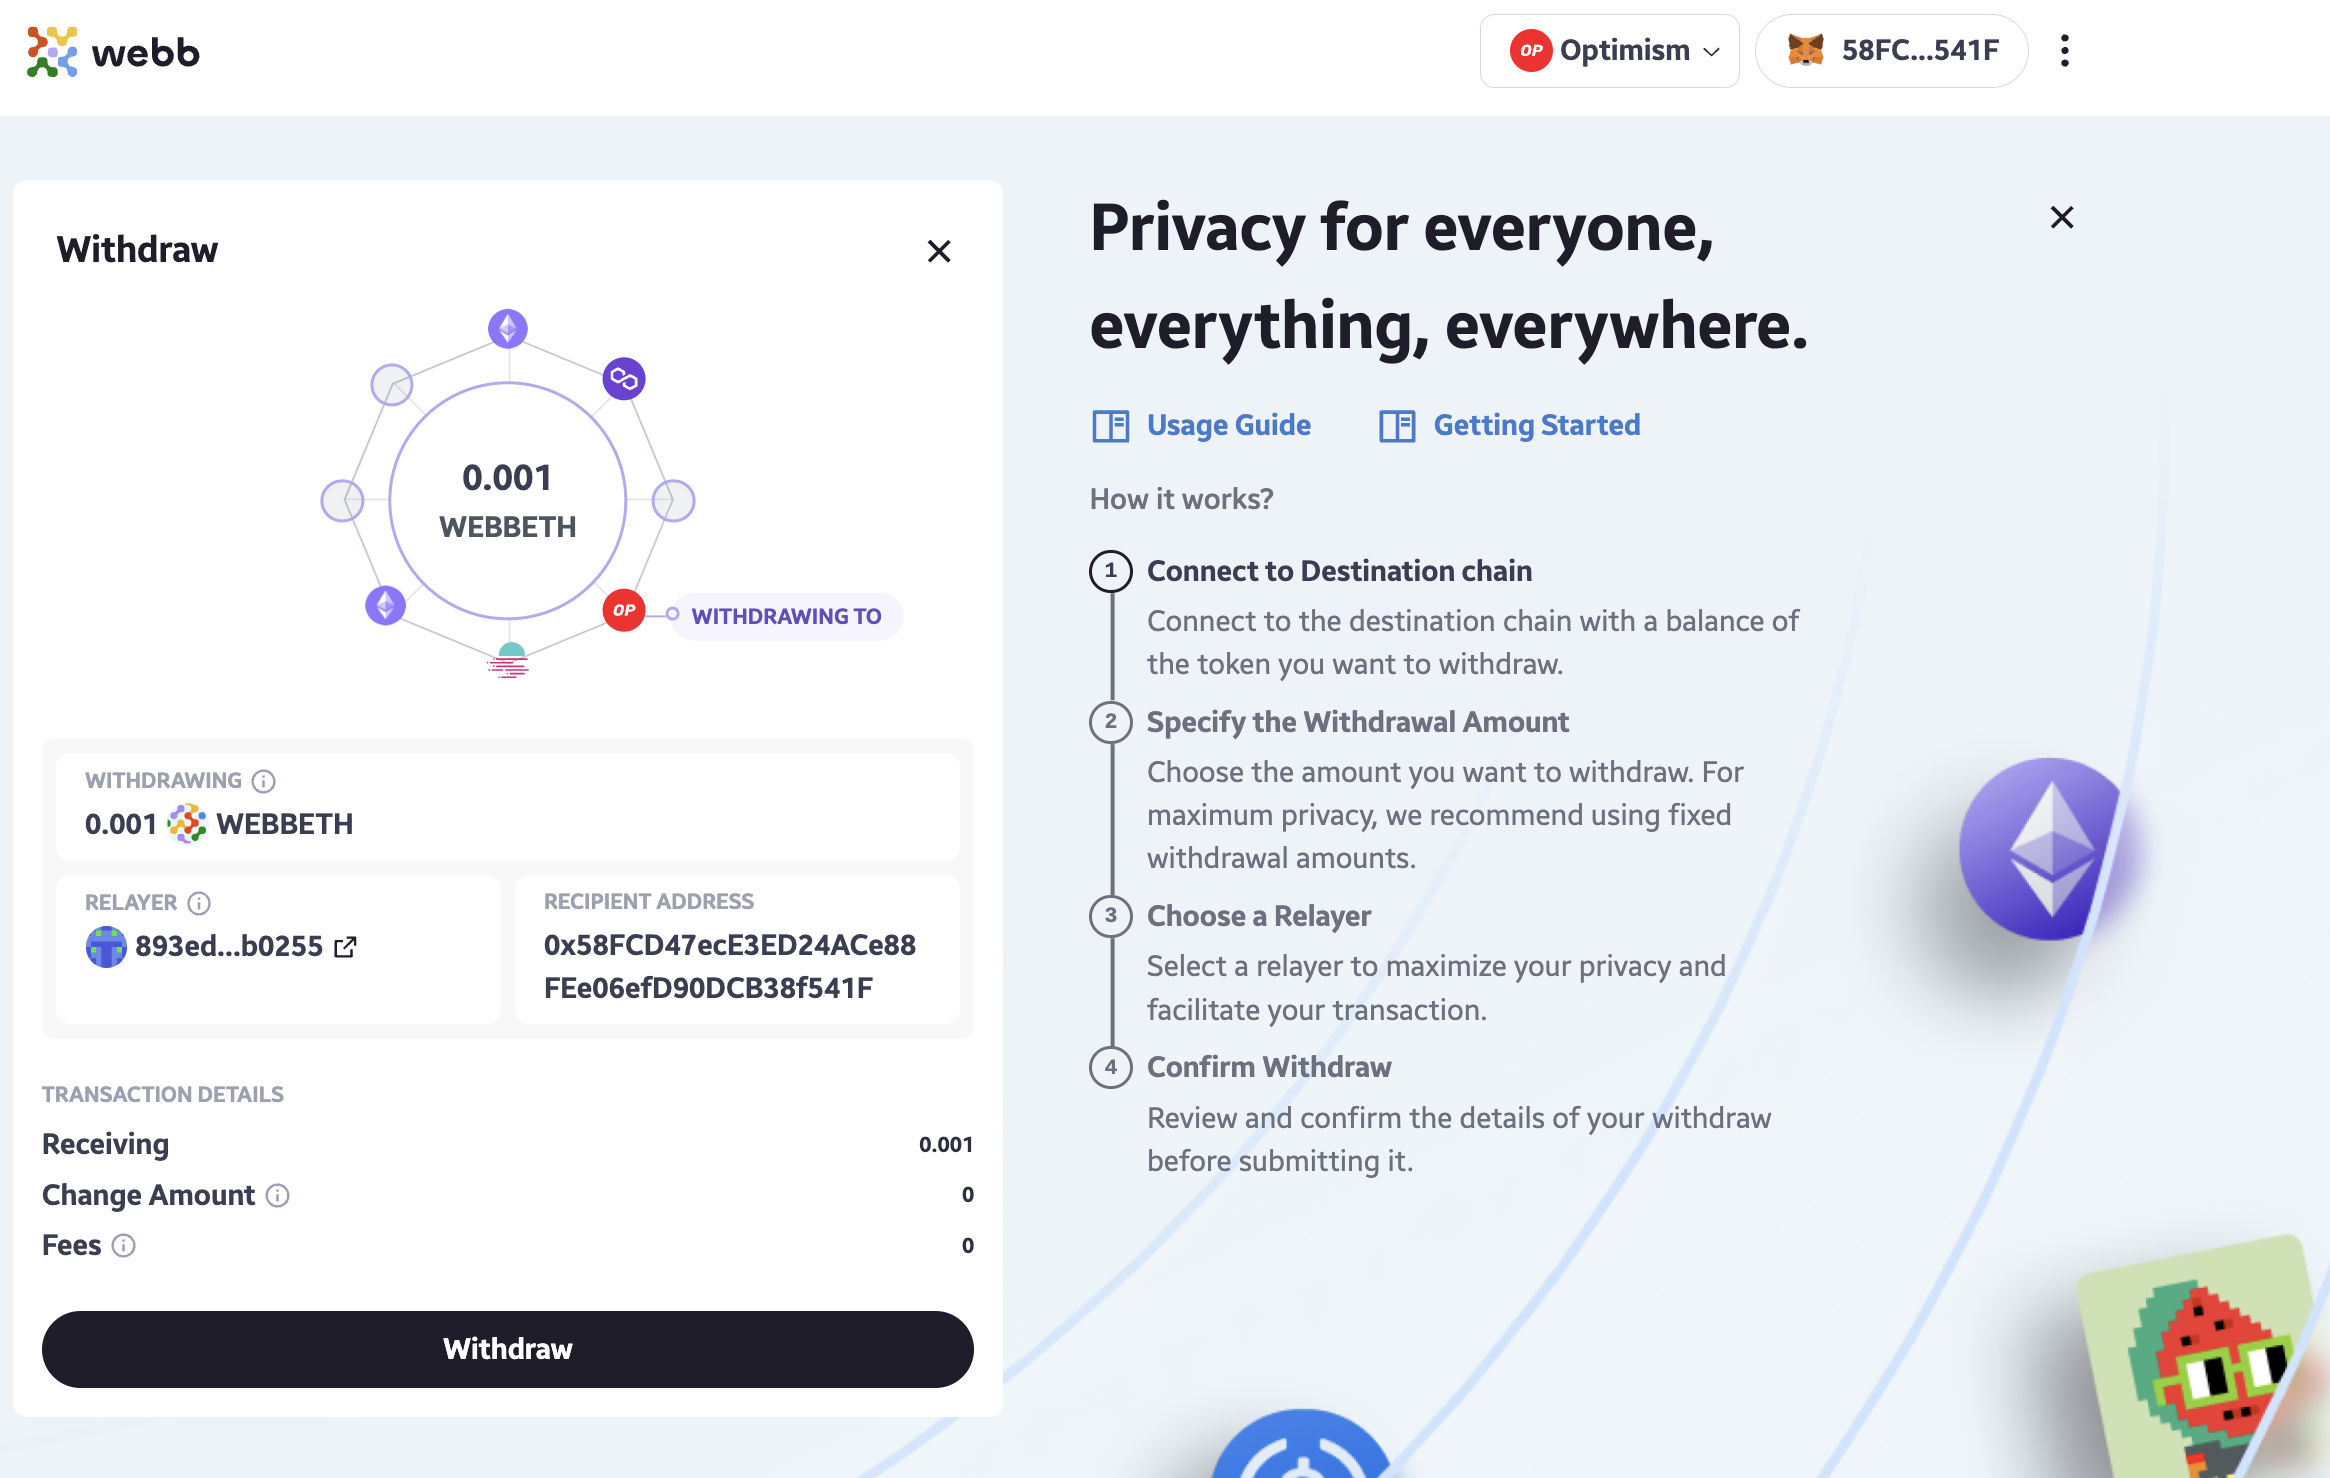 webb
OP Optimism
58FC...541F
Withdraw
0.001
WEBBETH
OP
WITHDRAWING TO
WITHDRAWING
0.001 WEBBETH
RELAYER
893ed...b0255
RECIPIENT ADDRESS
0x58FCD47ecE3ED24ACe88
FEe06efD90DCB38f541F
TRANSACTION DETAILS
Receiving 0.001
Change Amount 0
Fees 0
Withdraw
Privacy for everyone,
everything, everywhere.
Usage Guide
Getting Started
How it works?
1 Connect to Destination chain
Connect to the destination chain with a balance of
the token you want to withdraw.
2 Specify the Withdrawal Amount
Choose the amount you want to withdraw. For
maximum privacy, we recommend using fixed
withdrawal amounts.
3 Choose a Relayer
Select a relayer to maximize your privacy and
facilitate your transaction.
4 Confirm Withdraw
Review and confirm the details of your withdraw
before submitting it.